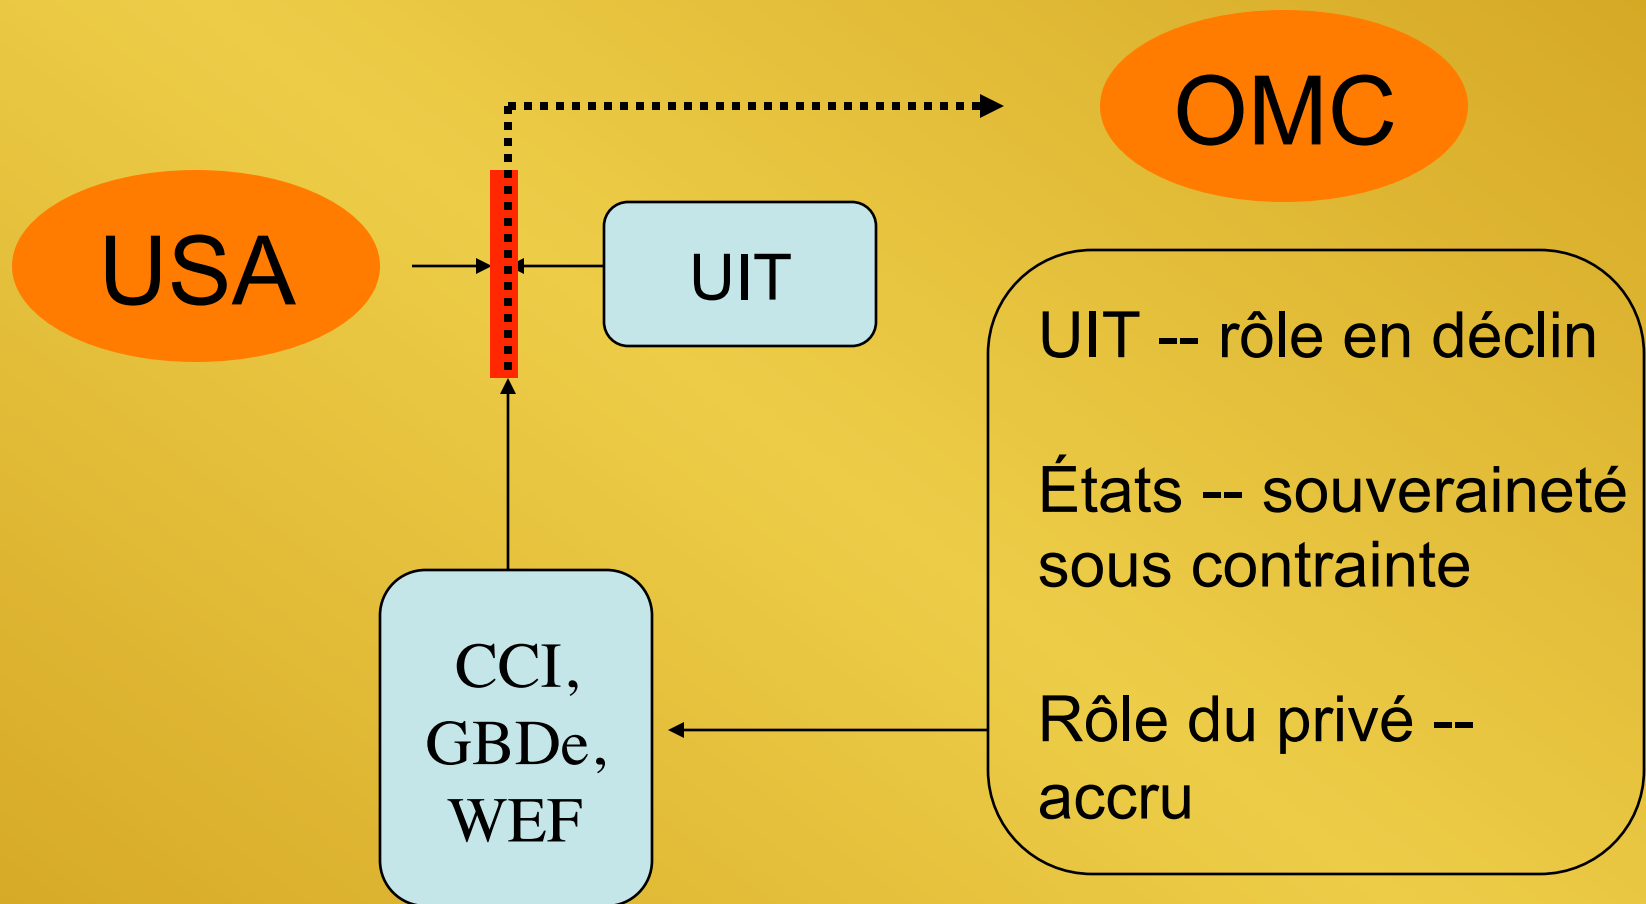 OMC
USA
UIT
UIT -- rôle en déclin
États -- souveraineté
sous contrainte
Rôle du privé --
accru
CCI,
GBDe,
WEF